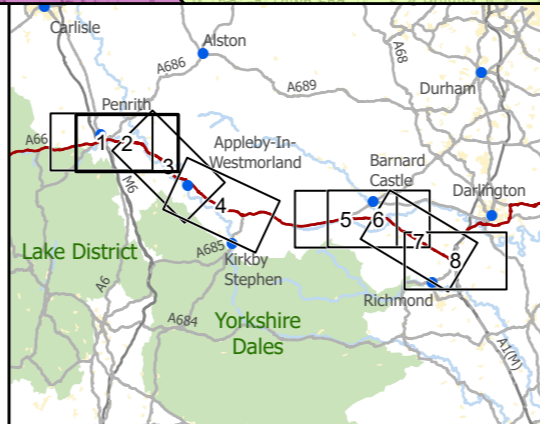 Carlisle
Alston
A686
A689
A68
Durham
Penrith
A66
1
2
3
Appleby-In-
Westmorland
4
Barnard
Castle
Darlington
5
6
7
8
M6
Lake District
A685
Kirkby
Stephen
Richmond
A6
A684
Yorkshire
Dales
A1(M)